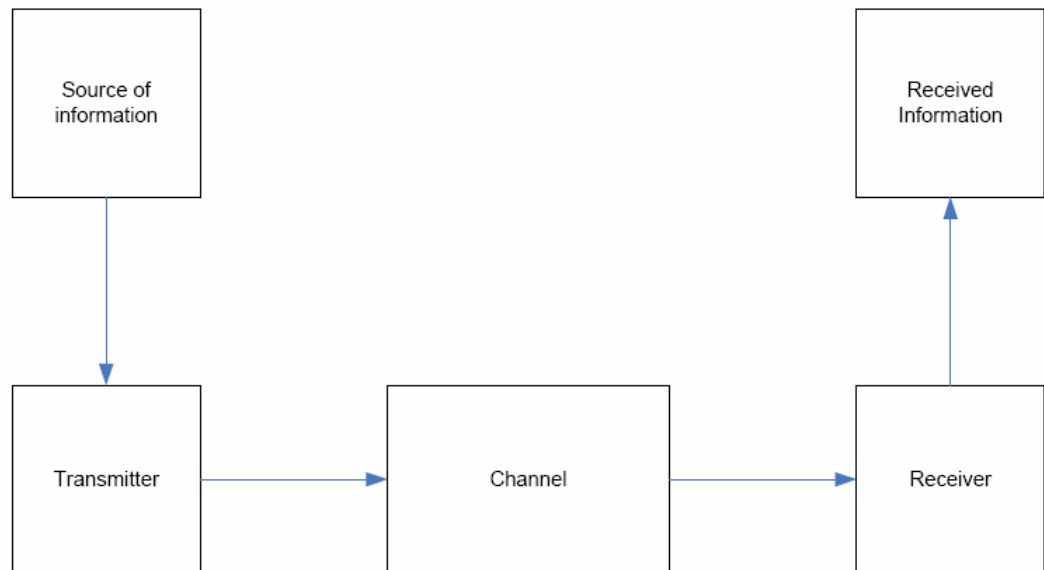 Source of
information
Received
Information
Transmitter
Channel
Receiver